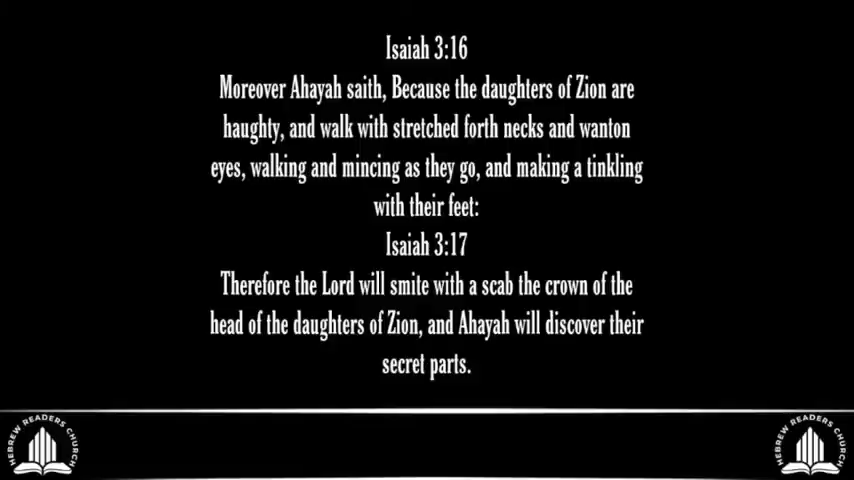 Isaiah 3:16
Moreover Ahayah saith, Because the daughters of Zion are
haughty, and walk with stretched forth necks and wanton
eyes, walking and mincing as they go, and making a tinkling
with their feet:
Isaiah 3:17
Therefore the Lord will smite with a scab the crown of the
head of the daughters of Zion, and Ahayah will discover their
secret parts.
HEBREW READERS CHURCH
HEBREW READERS CHURCH